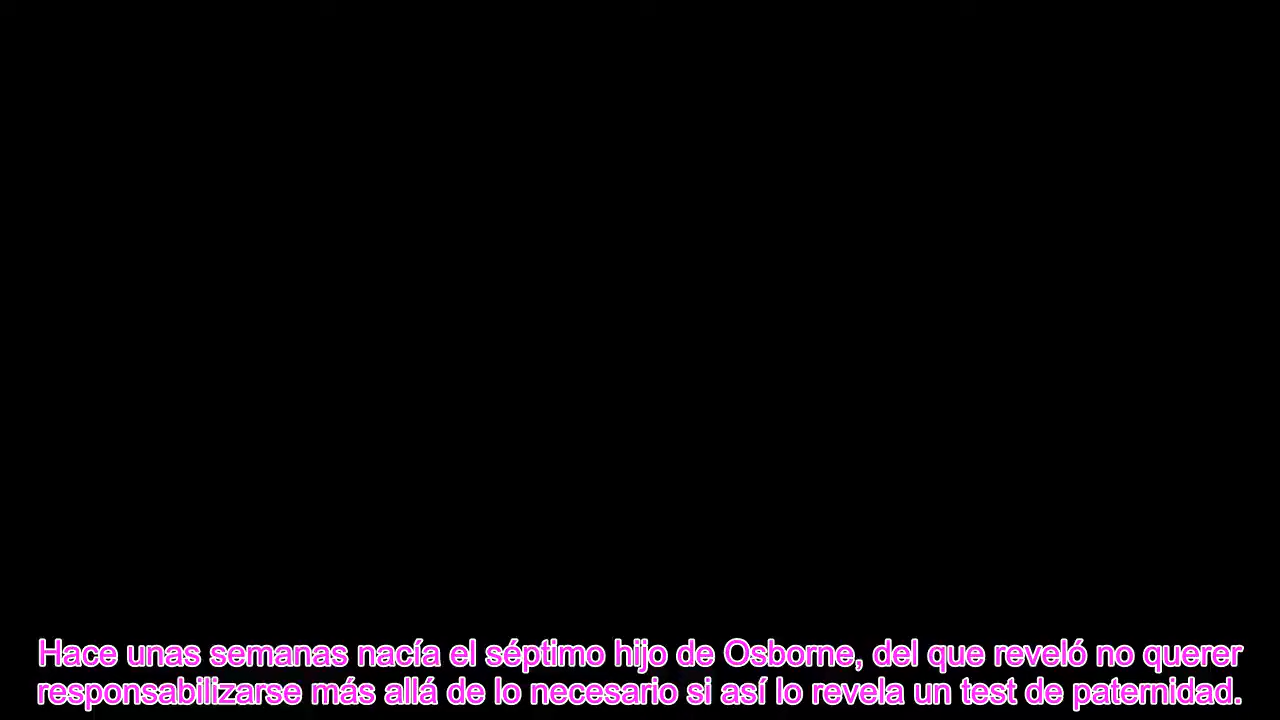 Hace unas semanas nacía el séptimo hijo de Osborne, del que reveló no querer
responsabilizarse más allá de lo necesario si así lo revela un test de paternidad.